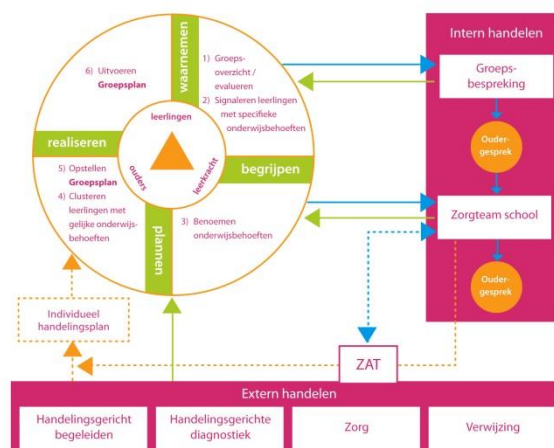 waarnemen
6) Uitvoeren
Groepsplan
1) Groeps-
overzicht /
evalueren
2) Signaleren leerlingen
met specifieke
onderwijsbehoeften
leerlingen
ouders
leerkracht
realiseren
begrijpen
5) Opstellen
Groepsplan
4) Clusteren
leerlingen met
gelijke onderwijs-
behoeften
plannen
3) Benoemen
onderwijsbehoeften
Intern handelen
Groeps-
bespreking
Ouder-
gesprek
Zorgteam school
Ouder-
gesprek
Individueel
handelingsplan
ZAT
Extern handelen
Handelingsgericht
begeleiden
Handelingsgerichte
diagnostiek
Zorg
Verwijzing